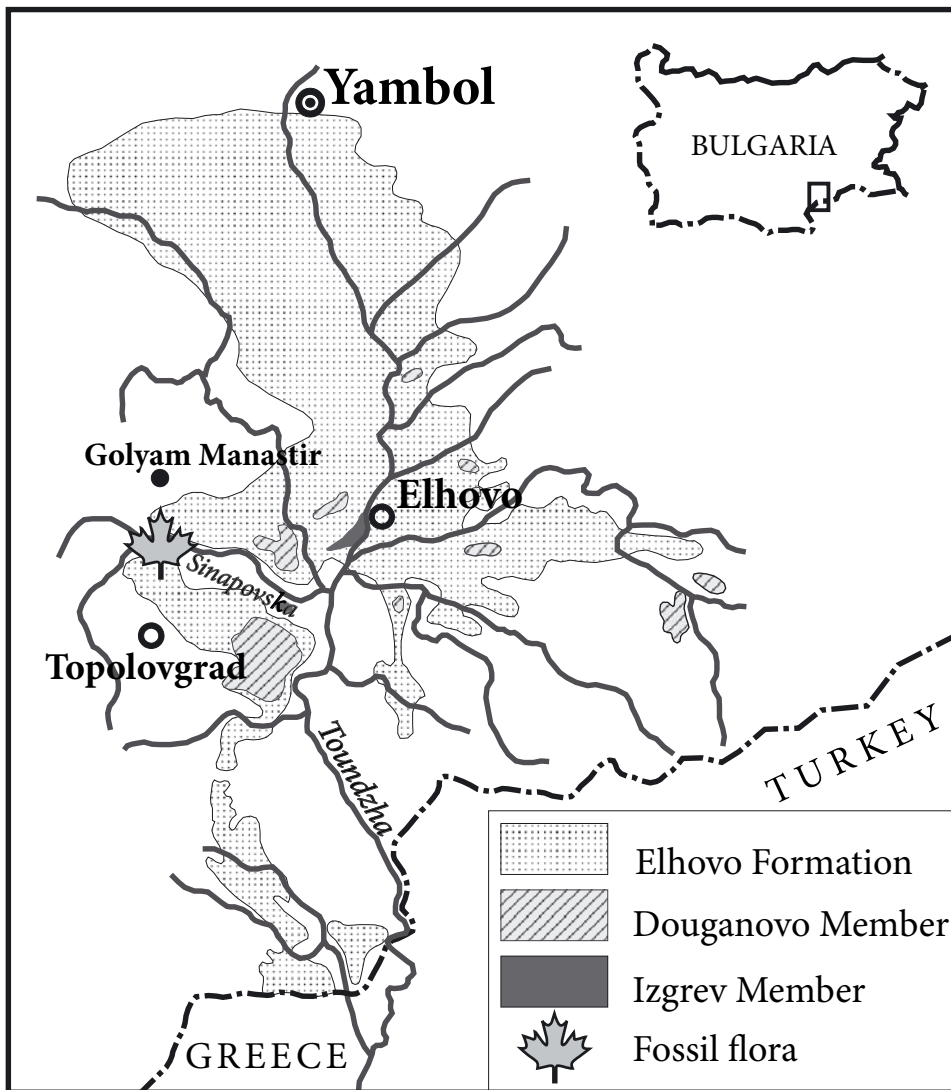 Yambol
BULGARIA
Golyam Manastir
Elhovo
Sinapovska
Topolovgrad
Toundzha
TURKEY
Elhovo Formation
Douganovo Member
Izgrev Member
Fossil flora
GREECE